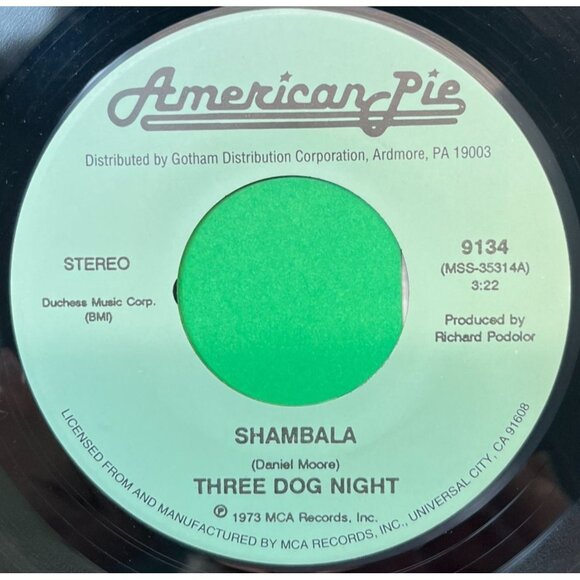 American Pie
Distributed by Gotham Distribution Corporation, Ardmore, PA 19003
STEREO
Duchess Music Corp.
(BMI)
9134
(MSS-35314A)
3:22
Produced by
Richard Podolor
SHAMBALA
(Daniel Moore)
THREE DOG NIGHT
℗ 1973 MCA Records, Inc.
LICENSED FROM AND MANUFACTURED BY MCA RECORDS, INC., UNIVERSAL CITY, CA 91608